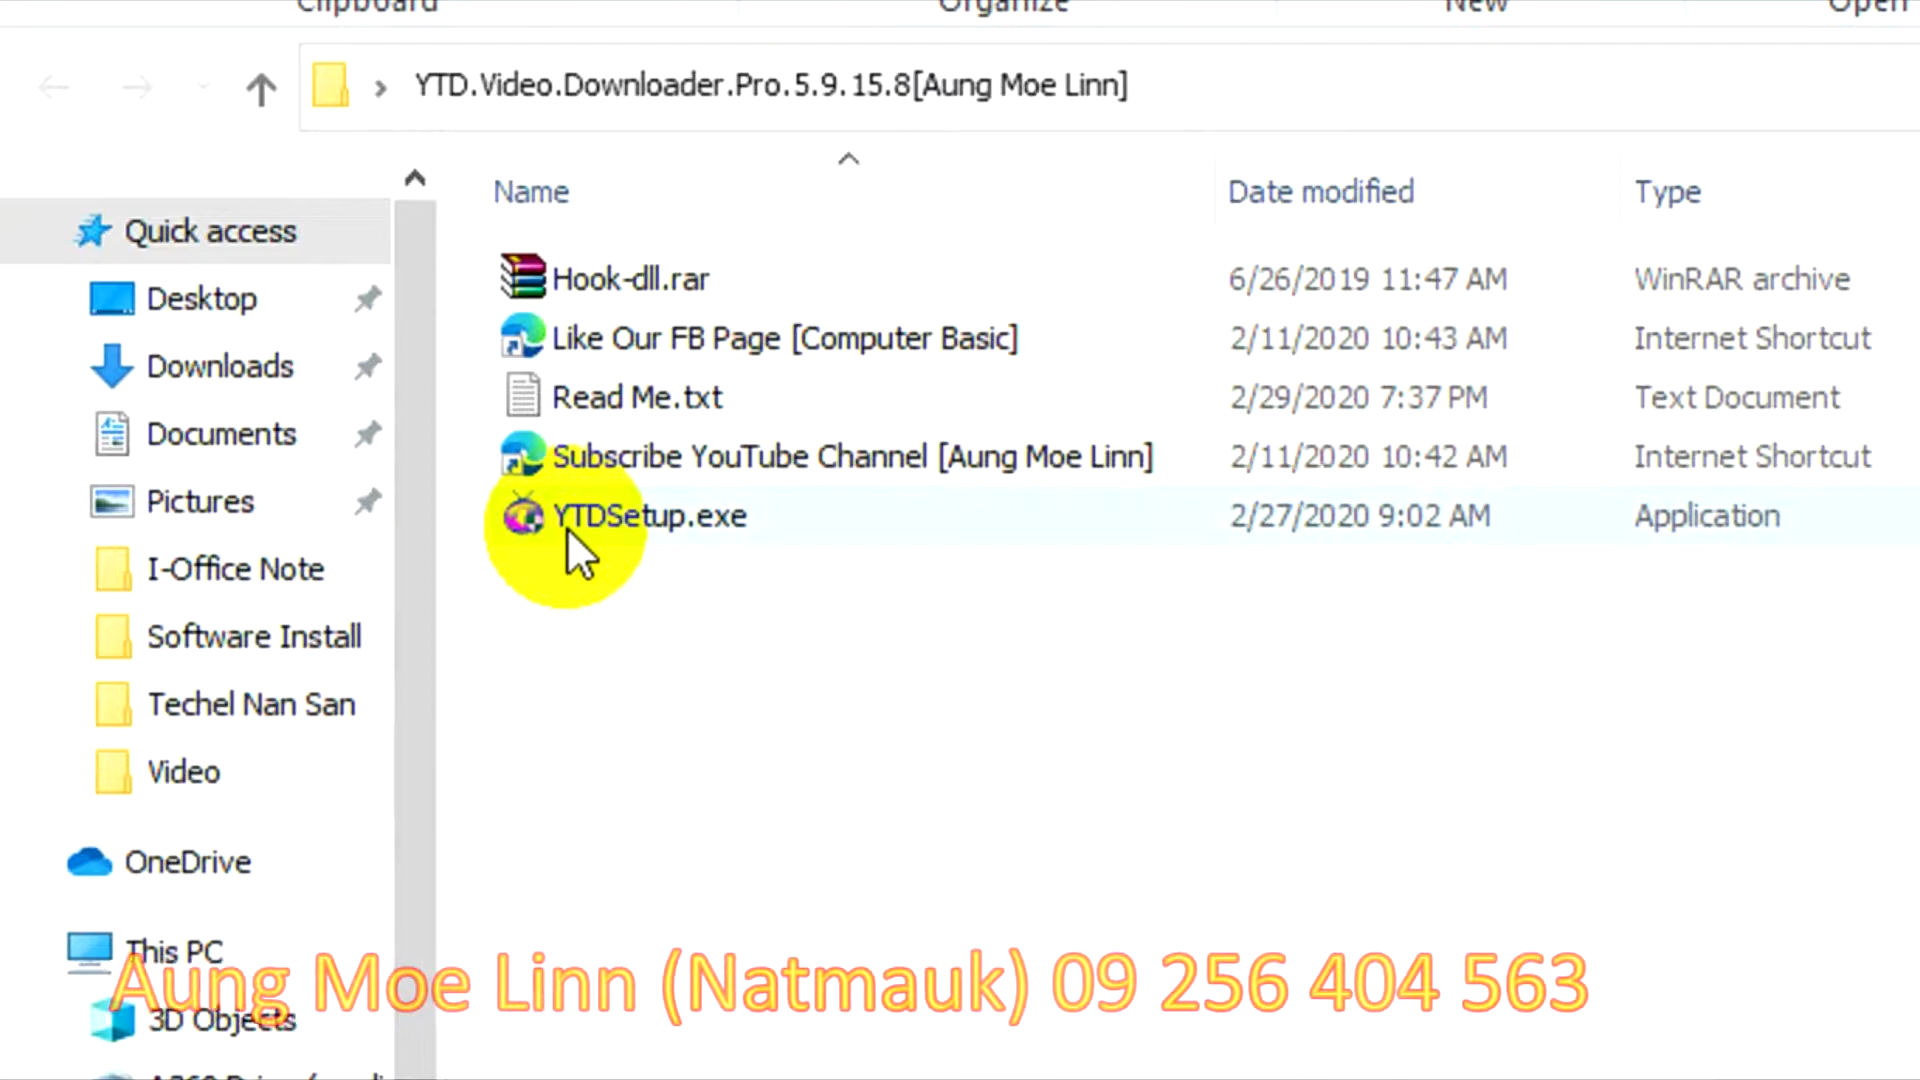 Clipboard Organize New Open
YTD.Video.Downloader.Pro.5.9.15.8[Aung Moe Linn]
Name Date modified Type
Quick access
Desktop
Downloads
Documents
Pictures
I-Office Note
Software Install
Techel Nan San
Video
OneDrive
This PC
3D Objects
Hook-dll.rar 6/26/2019 11:47 AM WinRAR archive
Like Our FB Page [Computer Basic] 2/11/2020 10:43 AM Internet Shortcut
Read Me.txt 2/29/2020 7:37 PM Text Document
Subscribe YouTube Channel [Aung Moe Linn] 2/11/2020 10:42 AM Internet Shortcut
YTDSetup.exe 2/27/2020 9:02 AM Application
Aung Moe Linn (Natmauk) 09 256 404 563